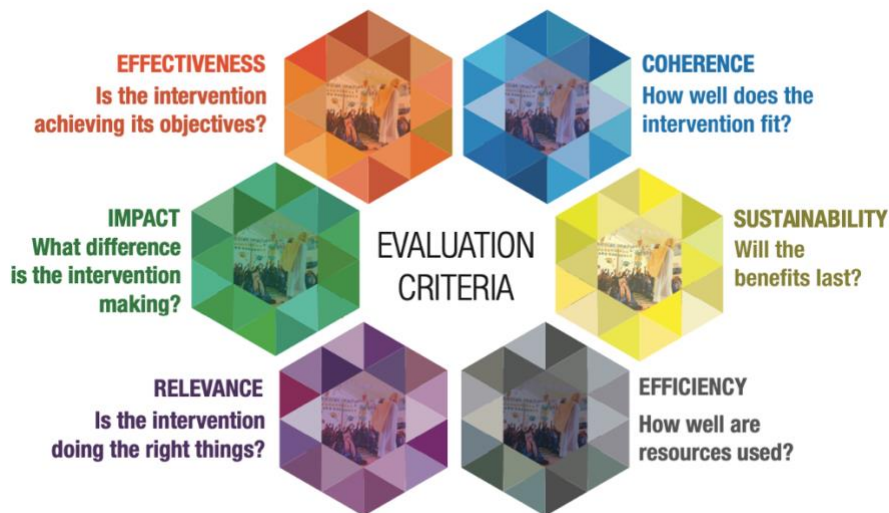 EFFECTIVENESS
Is the intervention
achieving its objectives?
COHERENCE
How well does the
intervention fit?
IMPACT
What difference
is the intervention
making?
EVALUATION
CRITERIA
SUSTAINABILITY
Will the
benefits last?
RELEVANCE
Is the intervention
doing the right things?
EFFICIENCY
How well are
resources used?